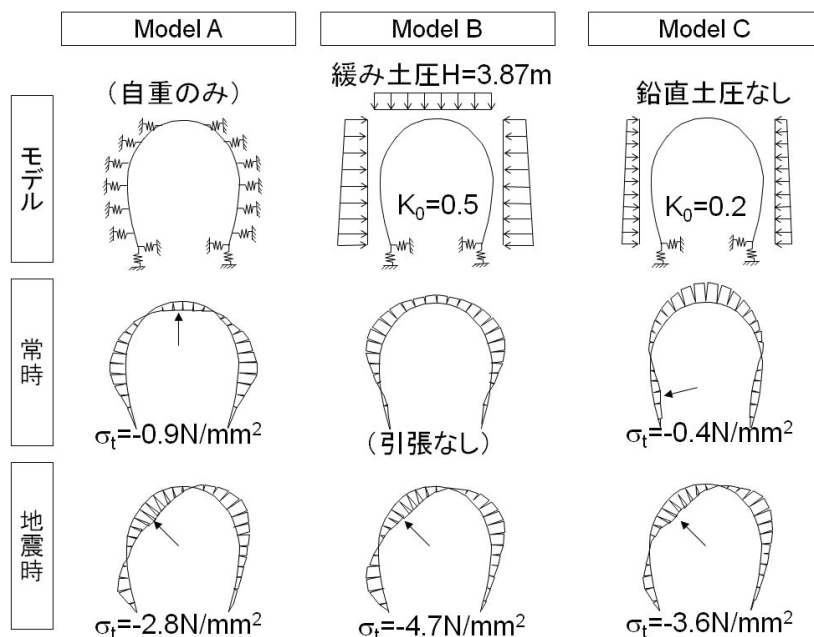 Model A
Model B
Model C
モデル
(自重のみ)
緩み土圧H=3.87m
K₀=0.5
鉛直土圧なし
K₀=0.2
常時
σₜ=-0.9N/mm²
(引張なし)
σₜ=-0.4N/mm²
地震時
σₜ=-2.8N/mm²
σₜ=-4.7N/mm²
σₜ=-3.6N/mm²